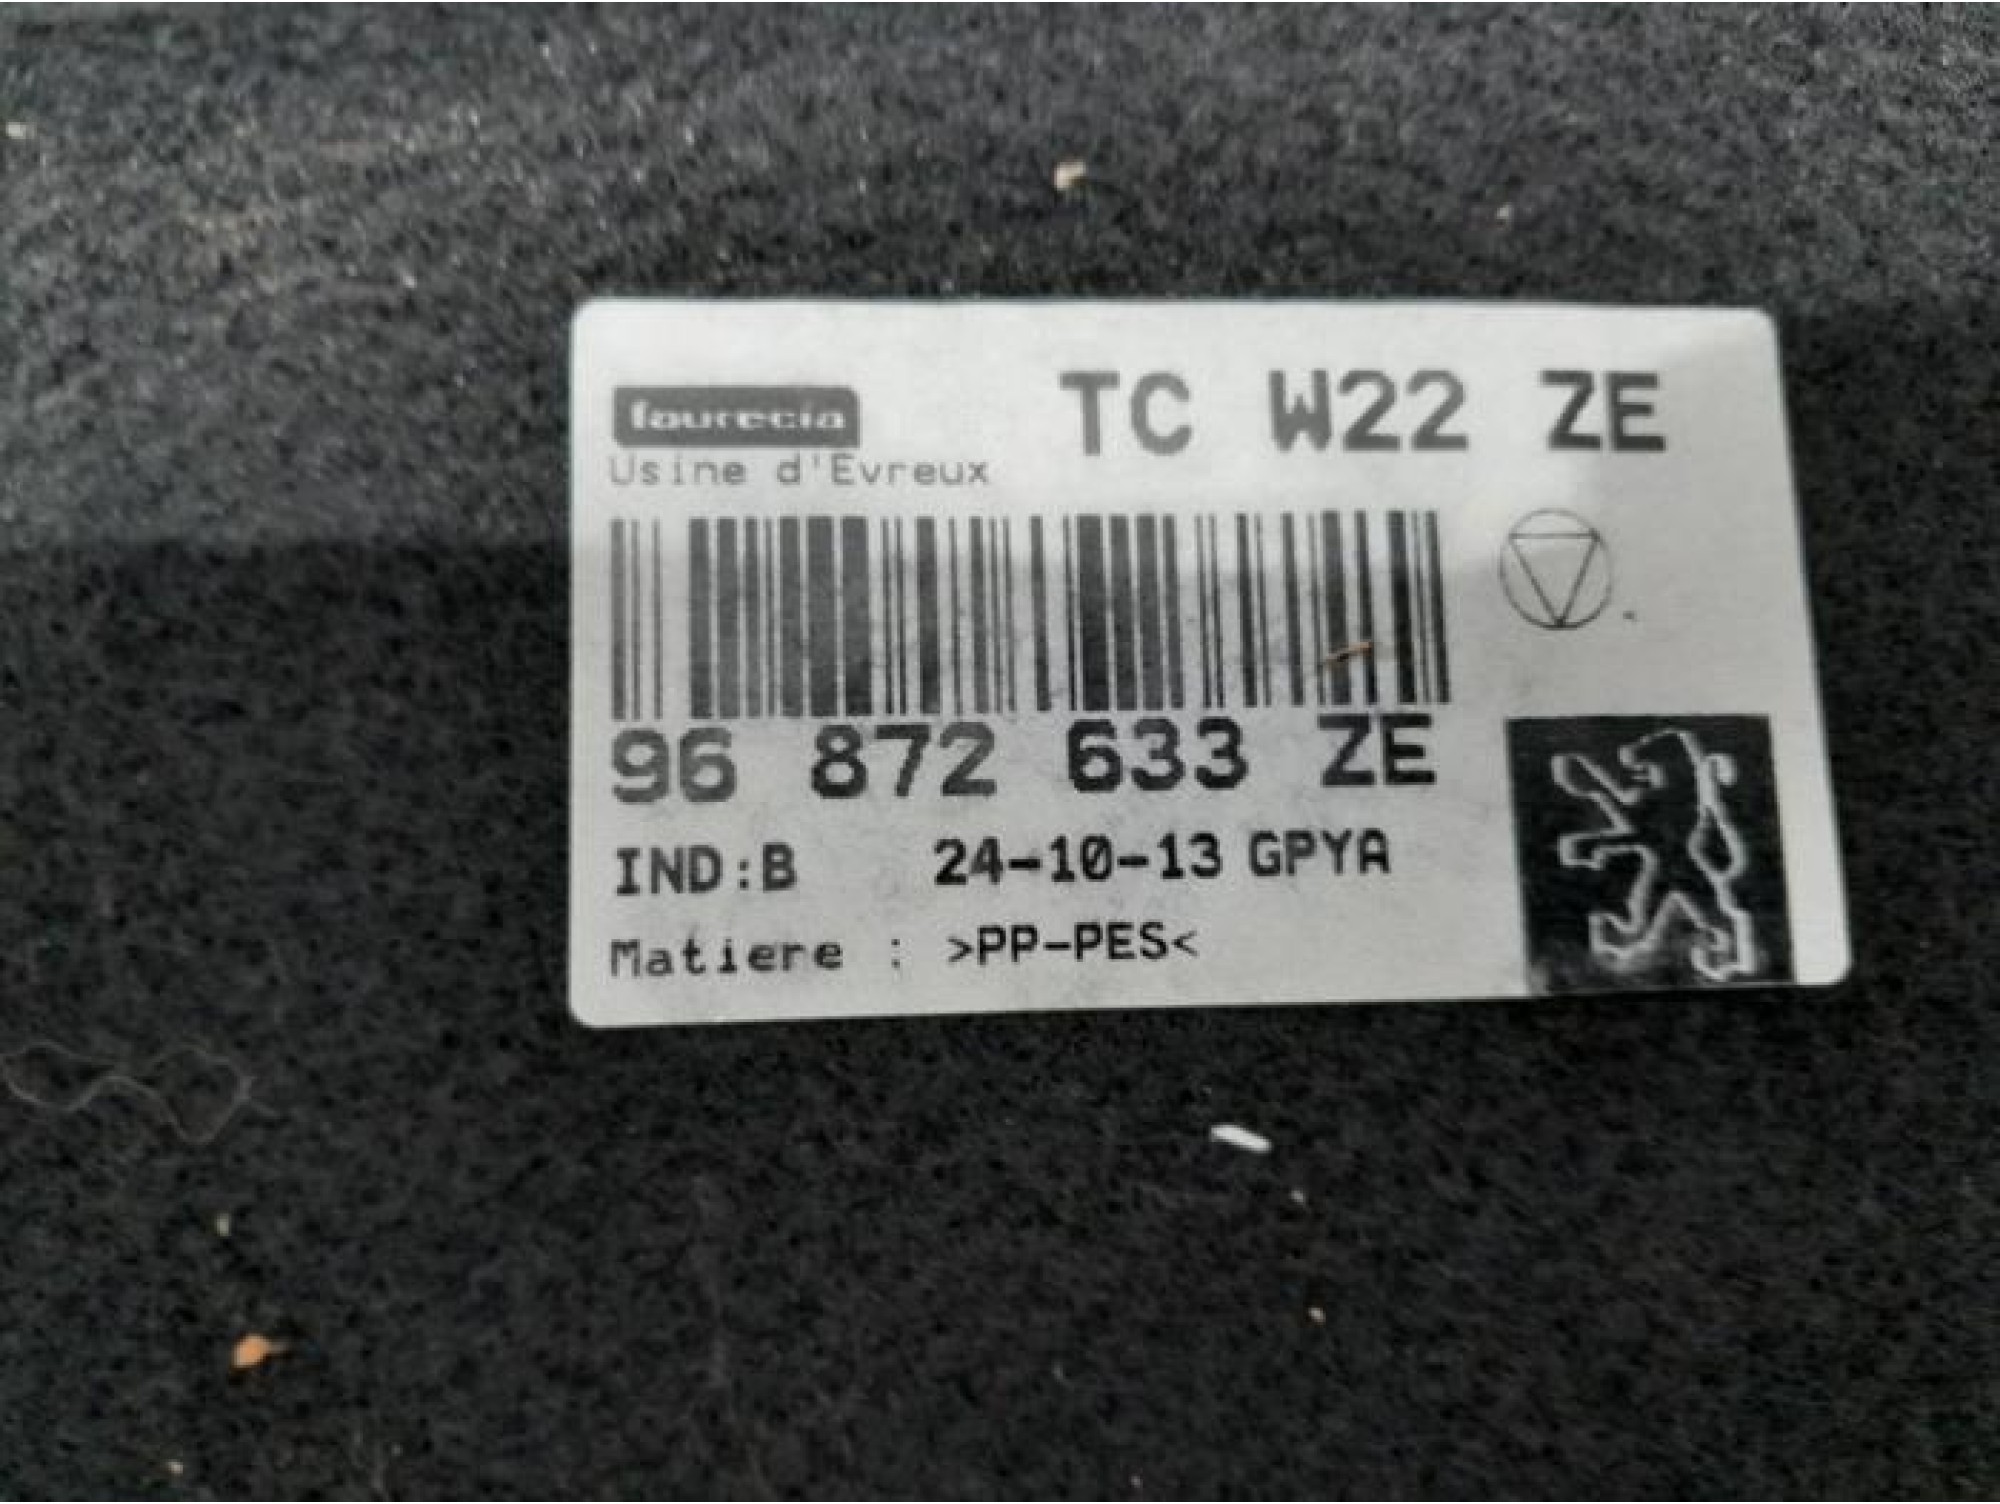 faurecia
TC W22 ZE
Usine d'Evreux
96 872 633 ZE
IND:B 24-10-13 GPYA
Matiere : >PP-PES<